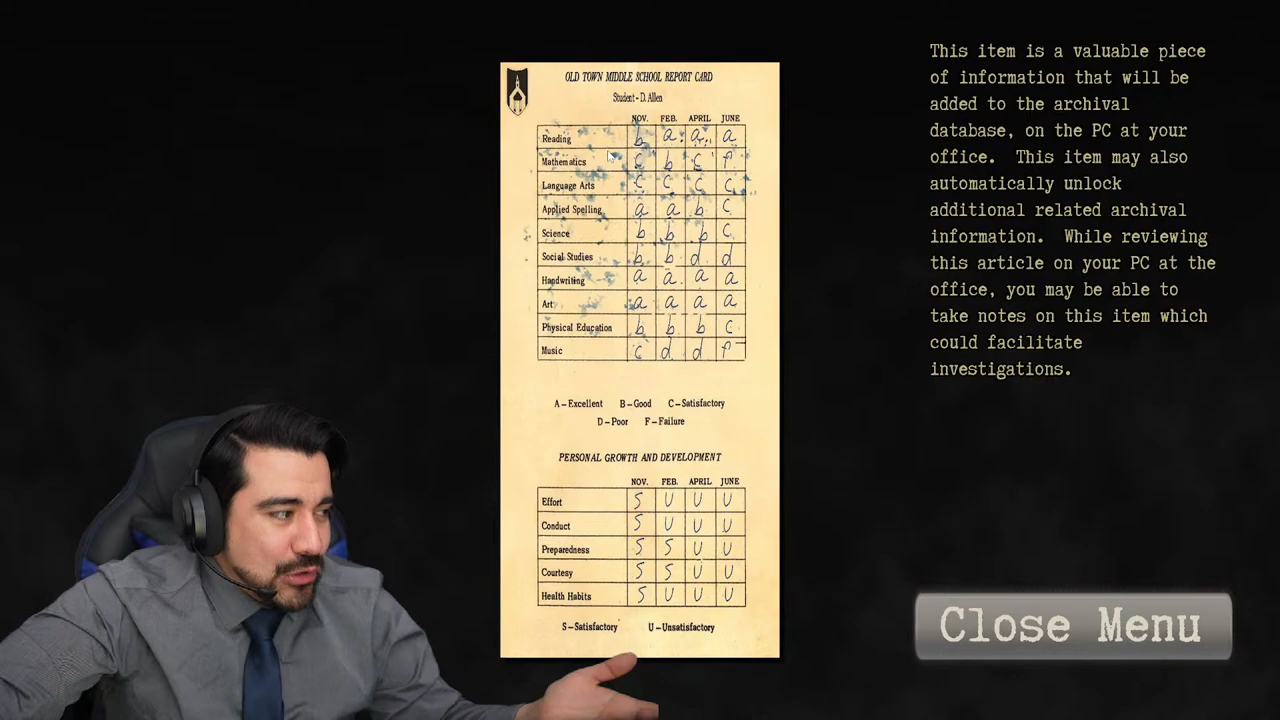 OLD TOWN MIDDLE SCHOOL REPORT CARD
Student - D. Allen
NOV. FEB. APRIL JUNE
Reading b a a a
Mathematics c b c f
Language Arts c c c c
Applied Spelling a a b c
Science b b b c
Social Studies b b d d
Handwriting a a a a
Art a a a a
Physical Education b b b c
Music c d d f
A – Excellent B – Good C – Satisfactory
D – Poor F – Failure
PERSONAL GROWTH AND DEVELOPMENT
NOV. FEB. APRIL JUNE
Effort S U U U
Conduct S U U U
Preparedness S S U U
Courtesy S S U U
Health Habits S U U U
S – Satisfactory U – Unsatisfactory
This item is a valuable piece
of information that will be
added to the archival
database, on the PC at your
office. This item may also
automatically unlock
additional related archival
information. While reviewing
this article on your PC at the
office, you may be able to
take notes on this item which
could facilitate
investigations.
Close Menu